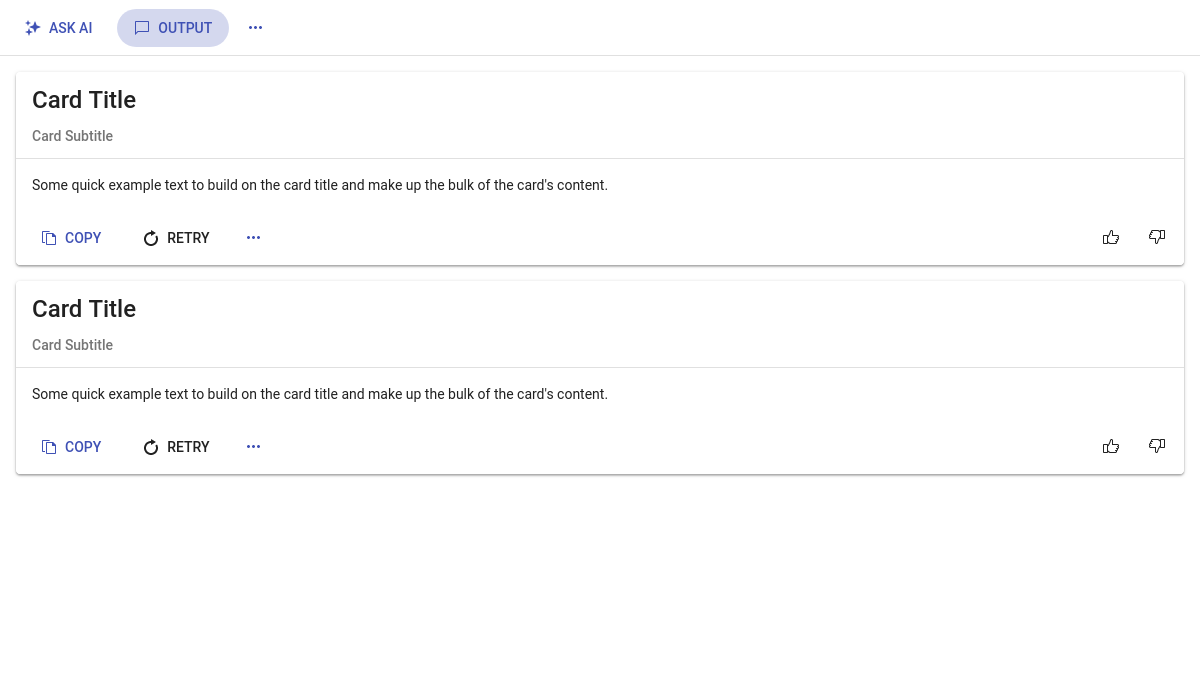 ASK AI OUTPUT
Card Title
Card Subtitle
Some quick example text to build on the card title and make up the bulk of the card's content.
COPY RETRY
Card Title
Card Subtitle
Some quick example text to build on the card title and make up the bulk of the card's content.
COPY RETRY